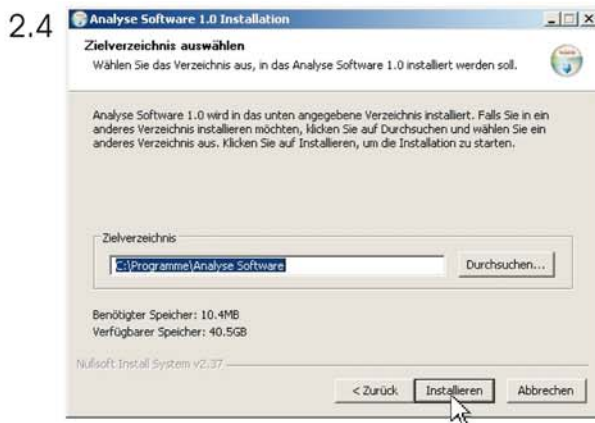 2.4
Analyse Software 1.0 Installation
Zielverzeichnis auswählen
Wählen Sie das Verzeichnis aus, in das Analyse Software 1.0 installiert werden soll.
Analyse Software 1.0 wird in das unten angegebene Verzeichnis installiert. Falls Sie in ein
anderes Verzeichnis installieren möchten, klicken Sie auf Durchsuchen und wählen Sie ein
anderes Verzeichnis aus. Klicken Sie auf Installieren, um die Installation zu starten.
Zielverzeichnis
C:\Programme\Analyse Software
Durchsuchen...
Benötigter Speicher: 10.4MB
Verfügbarer Speicher: 40.5GB
Nullsoft Install System v2.37
< Zurück Installieren Abbrechen